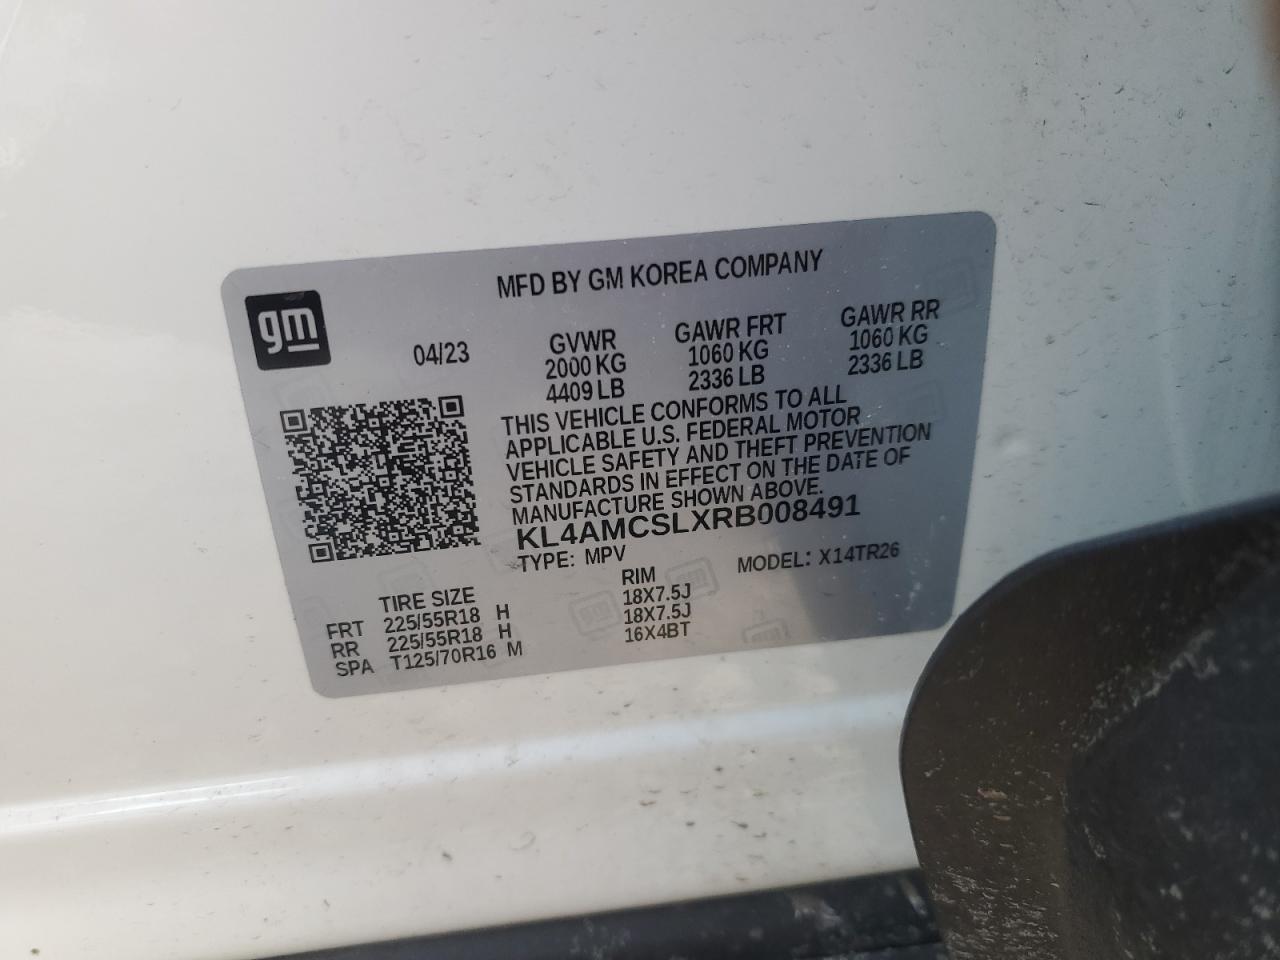 MFD BY GM KOREA COMPANY
gm
04/23
GVWR GAWR FRT GAWR RR
2000 KG 1060 KG 1060 KG
4409 LB 2336 LB 2336 LB
THIS VEHICLE CONFORMS TO ALL
APPLICABLE U.S. FEDERAL MOTOR
VEHICLE SAFETY AND THEFT PREVENTION
STANDARDS IN EFFECT ON THE DATE OF
MANUFACTURE SHOWN ABOVE.
KL4AMCSLXRB008491
TYPE: MPV MODEL: X14TR26
TIRE SIZE RIM
FRT 225/55R18 H 18X7.5J
RR 225/55R18 H 18X7.5J
SPA T125/70R16 M 16X4BT